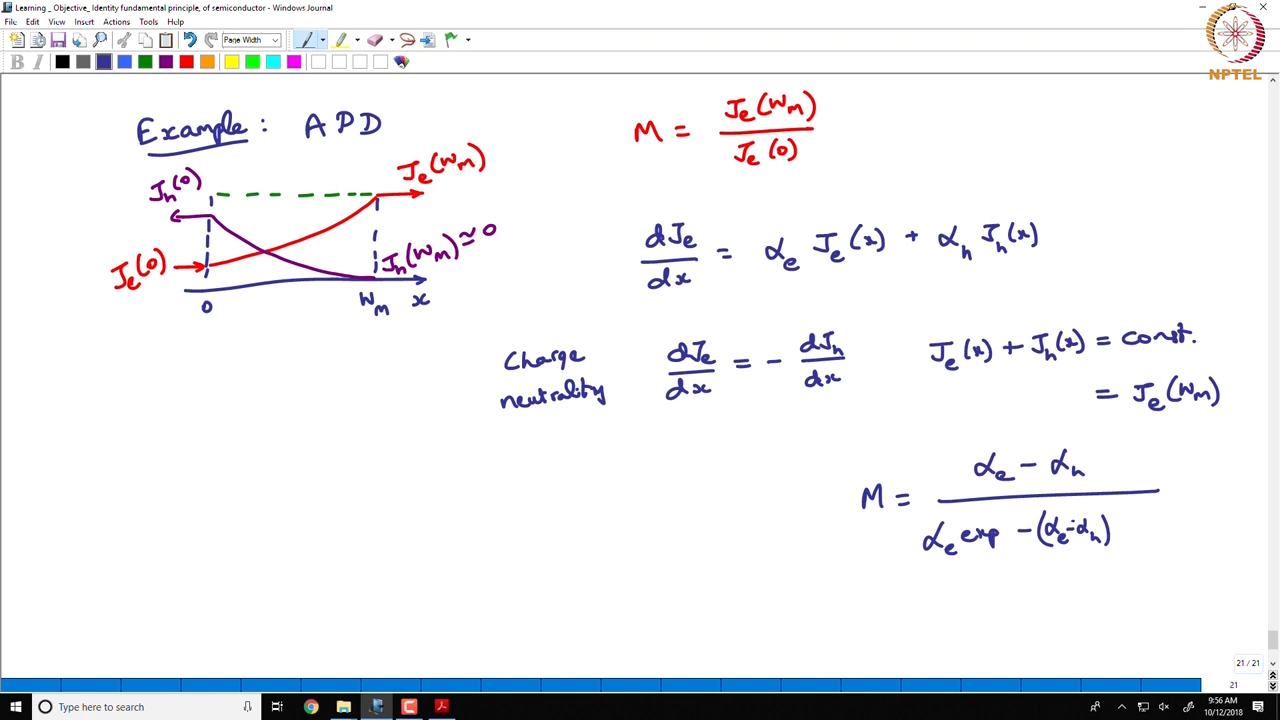 Learning _ Objective_ Identity fundamental principle, of semiconductor - Windows Journal
File Edit View Insert Actions Tools Help
Page Width
NPTEL
Example : APD
M = Je(Wm) / Je(0)
Jh(0)
Je(Wm)
Je(0)
Jh(Wm) ≈ 0
0 Wm x
dJe/dx = αe Je(x) + αh Jh(x)
Charge neutrality
dJe/dx = - dJh/dx
Je(x) + Jh(x) = const.
= Je(Wm)
M = αe - αh / αe exp -(αe-αh)
21 / 21
21
Type here to search
9:56 AM
10/12/2018